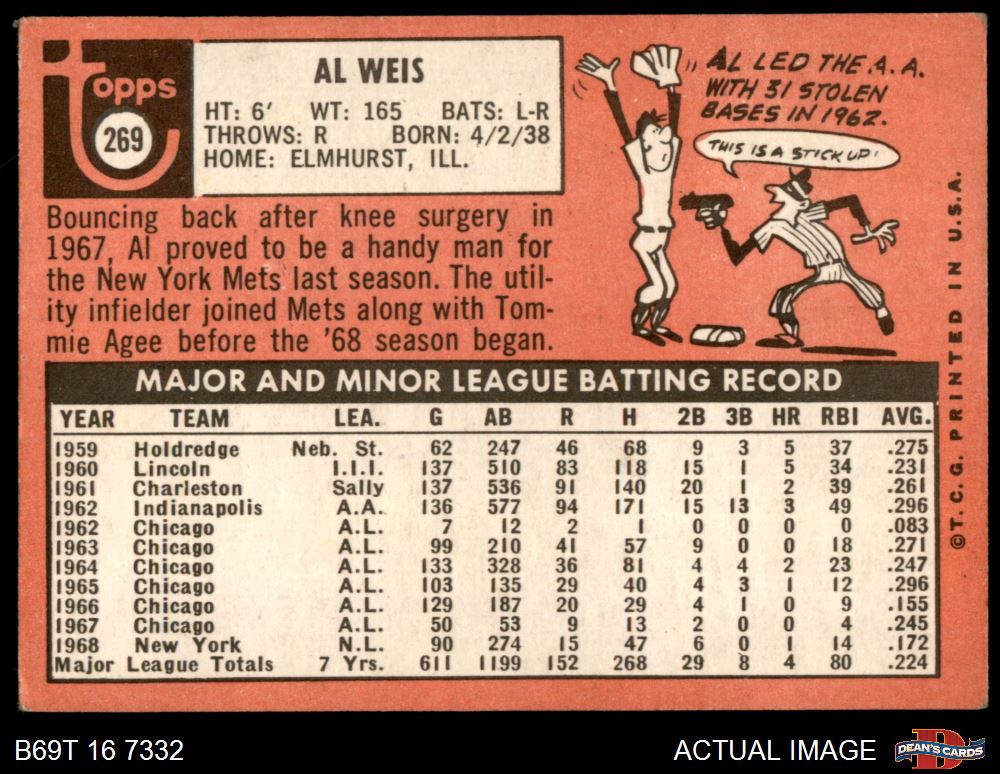 topps
269
AL WEIS
HT: 6' WT: 165 BATS: L-R
THROWS: R BORN: 4/2/38
HOME: ELMHURST, ILL.
Bouncing back after knee surgery in
1967, Al proved to be a handy man for
the New York Mets last season. The util-
ity infielder joined Mets along with Tom-
mie Agee before the '68 season began.
AL LED THE A.A.
WITH 31 STOLEN
BASES IN 1962.
THIS IS A STICK UP!
MAJOR AND MINOR LEAGUE BATTING RECORD
YEAR TEAM LEA. G AB R H 2B 3B HR RBI AVG.
1959 Holdredge Neb. St. 62 247 46 68 9 3 5 37 .275
1960 Lincoln I.I.I. 137 510 83 118 15 1 5 34 .231
1961 Charleston Sally 137 536 91 140 20 1 2 39 .261
1962 Indianapolis A.A. 136 577 94 171 15 13 3 49 .296
1962 Chicago A.L. 7 12 2 1 0 0 0 0 .083
1963 Chicago A.L. 99 210 41 57 9 0 0 18 .271
1964 Chicago A.L. 133 328 36 81 4 4 2 23 .247
1965 Chicago A.L. 103 135 29 40 4 3 1 12 .296
1966 Chicago A.L. 129 187 20 29 4 1 0 9 .155
1967 Chicago A.L. 50 53 9 13 2 0 0 4 .245
1968 New York N.L. 90 274 15 47 6 0 1 14 .172
Major League Totals 7 Yrs. 611 1199 152 268 29 8 4 80 .224
©T.C.G. PRINTED IN U.S.A.
B69T 16 7332
ACTUAL IMAGE
D
DEAN'S CARDS